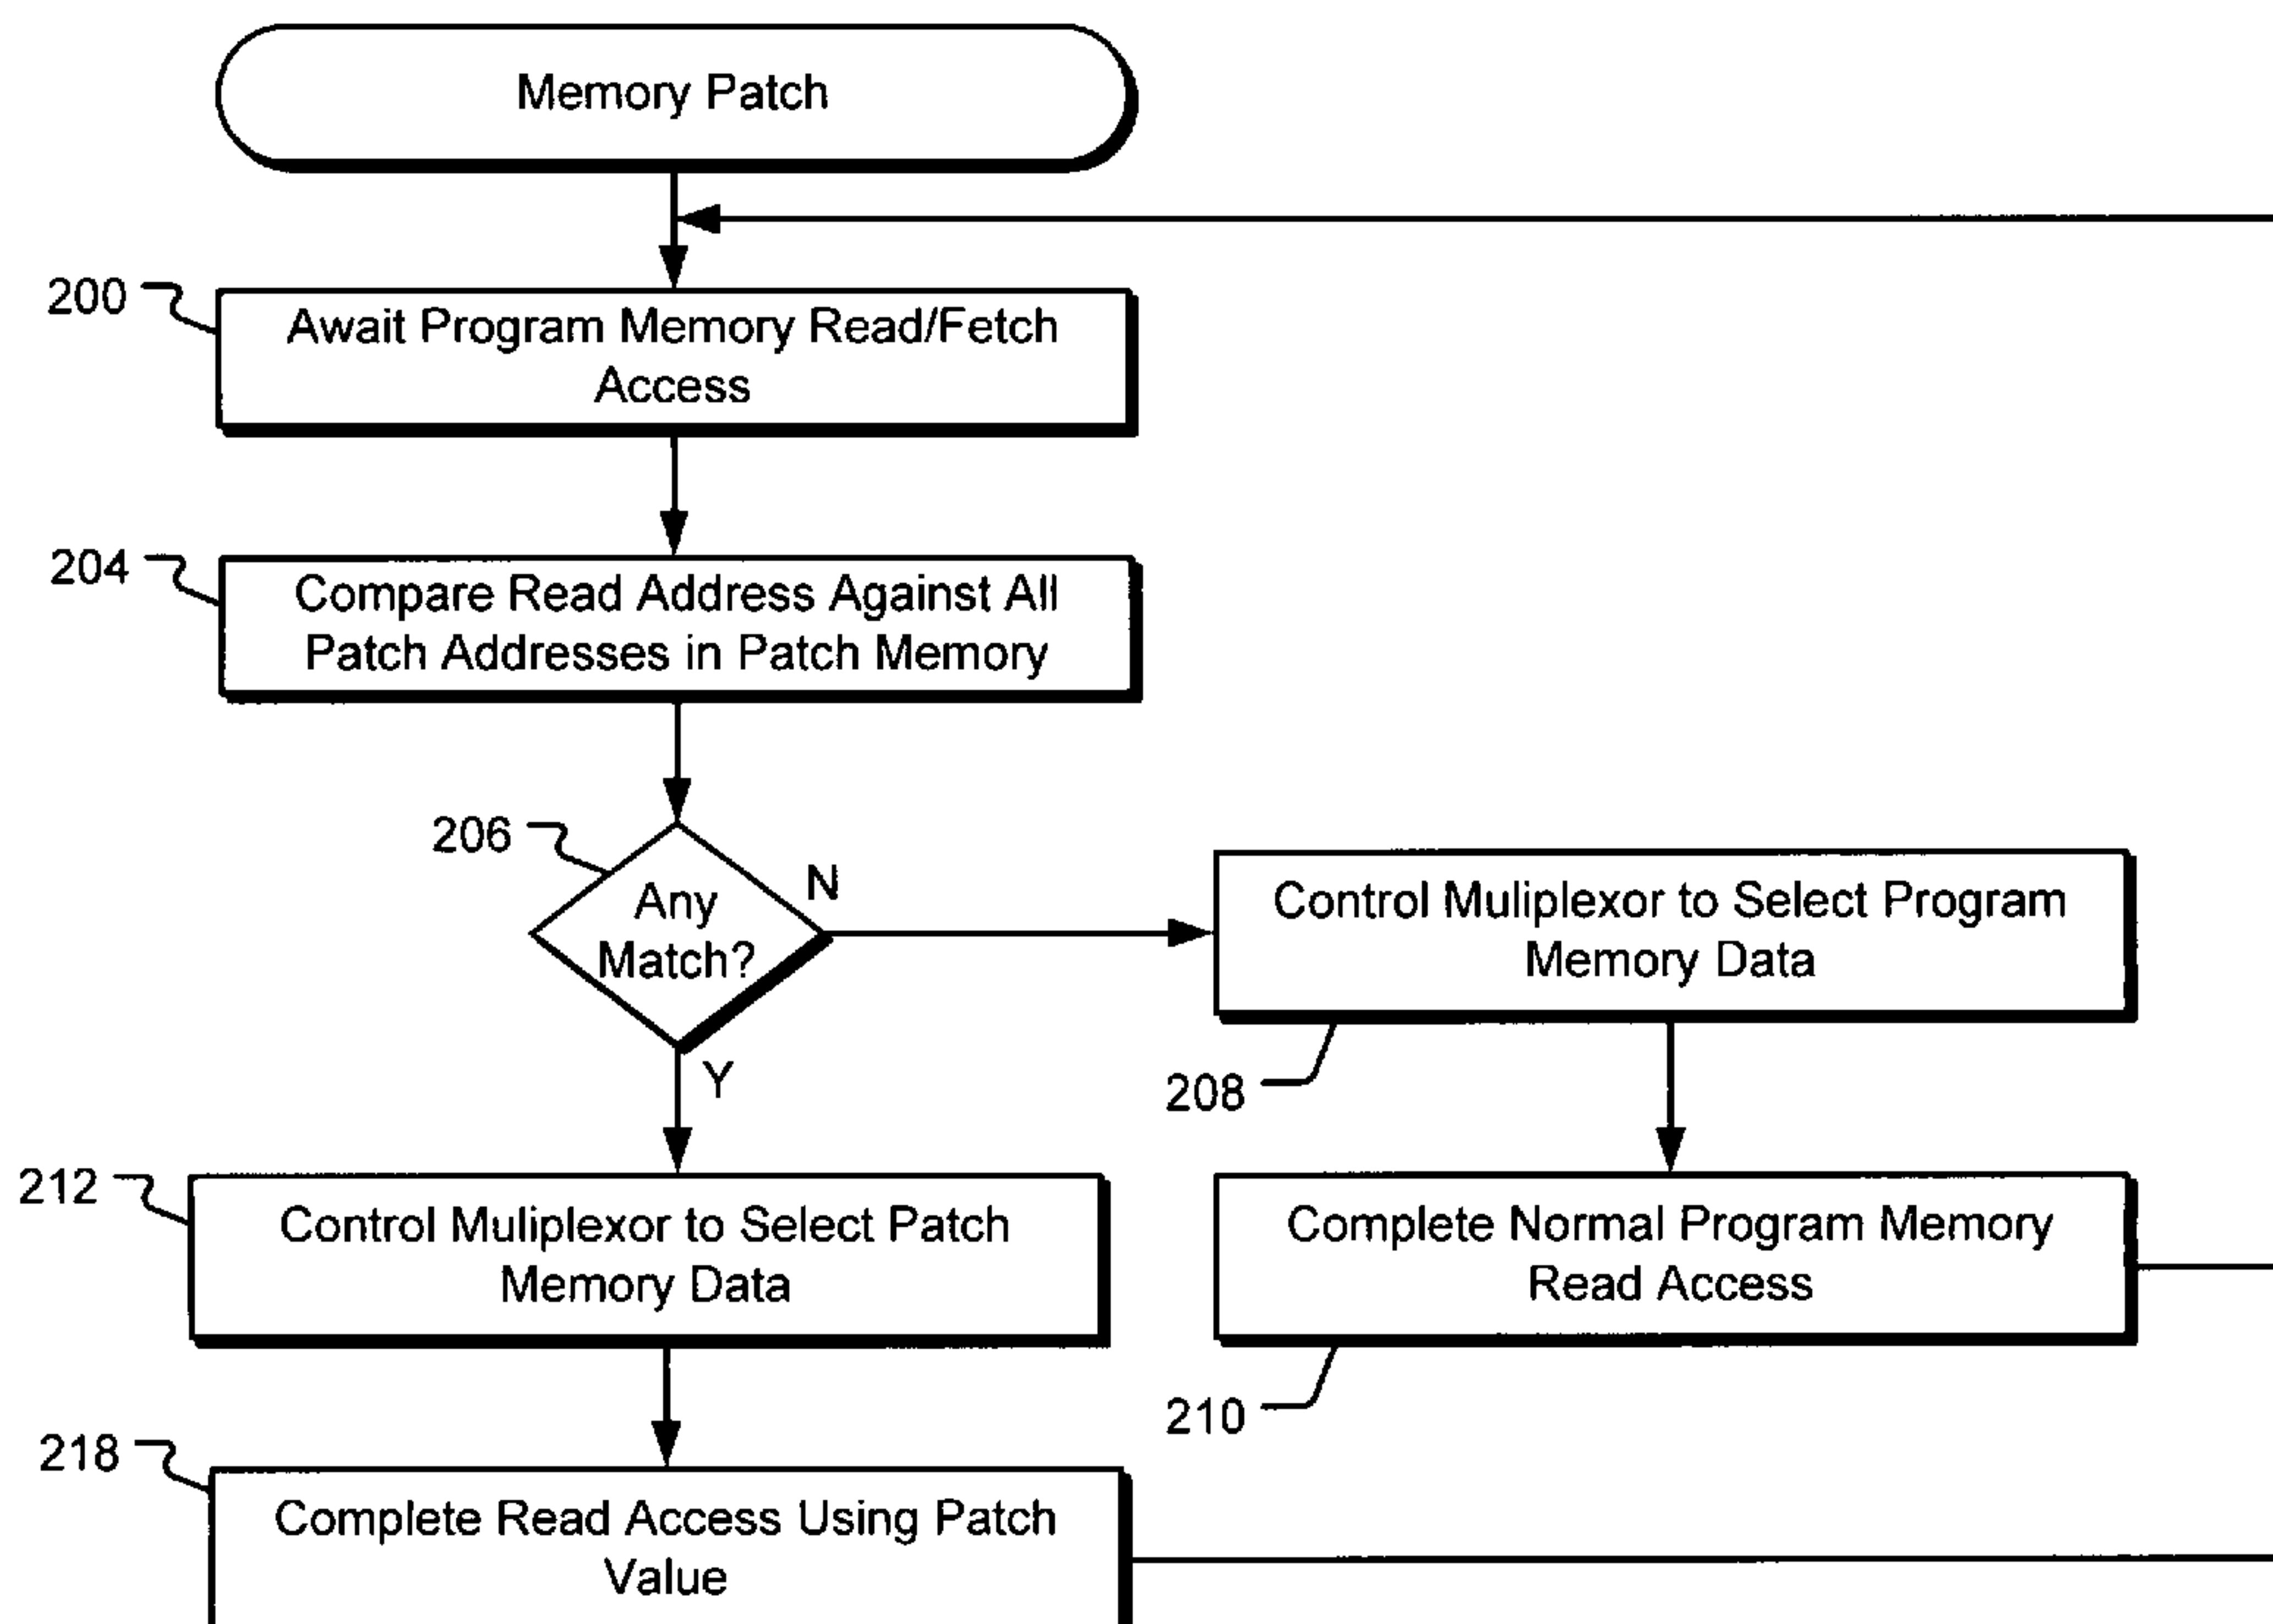 Memory Patch
200
Await Program Memory Read/Fetch
Access
204
Compare Read Address Against All
Patch Addresses in Patch Memory
206
Any
Match?
N
Y
Control Muliplexor to Select Program
Memory Data
208
212
Control Muliplexor to Select Patch
Memory Data
Complete Normal Program Memory
Read Access
210
218
Complete Read Access Using Patch
Value